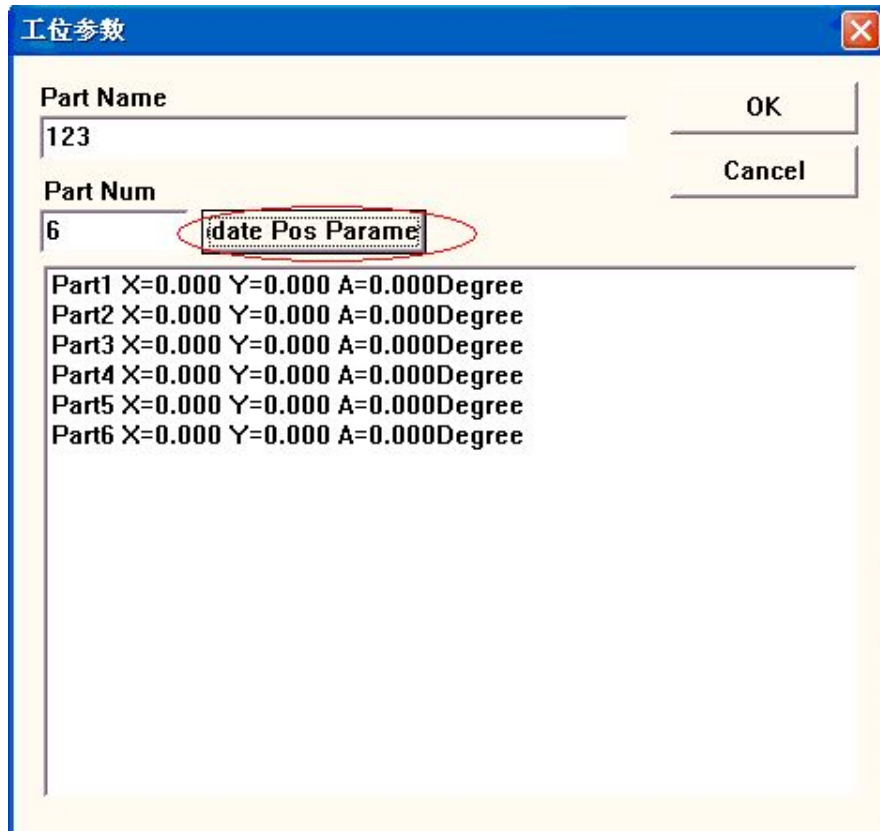 工位参数
Part Name
OK
123
Cancel
Part Num
6
date Pos Parame
Part1 X=0.000 Y=0.000 A=0.000Degree
Part2 X=0.000 Y=0.000 A=0.000Degree
Part3 X=0.000 Y=0.000 A=0.000Degree
Part4 X=0.000 Y=0.000 A=0.000Degree
Part5 X=0.000 Y=0.000 A=0.000Degree
Part6 X=0.000 Y=0.000 A=0.000Degree